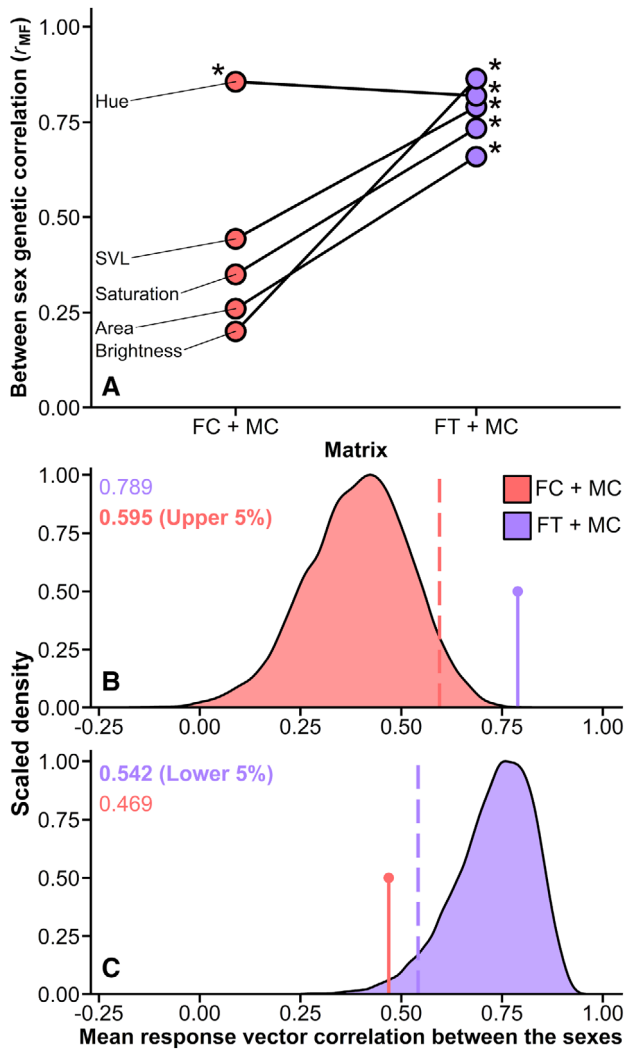 Between sex genetic correlation (rMF)
1.00
0.75
0.50
0.25
0.00
Hue
SVL
Saturation
Area
Brightness
*
*
*
*
*
*
A
FC + MC
FT + MC
Matrix
Scaled density
1.00
0.75
0.50
0.25
0.00
0.789
0.595 (Upper 5%)
FC + MC
FT + MC
B
-0.25 0.00 0.25 0.50 0.75 1.00
1.00
0.75
0.50
0.25
0.00
0.542 (Lower 5%)
0.469
C
-0.25 0.00 0.25 0.50 0.75 1.00
Mean response vector correlation between the sexes